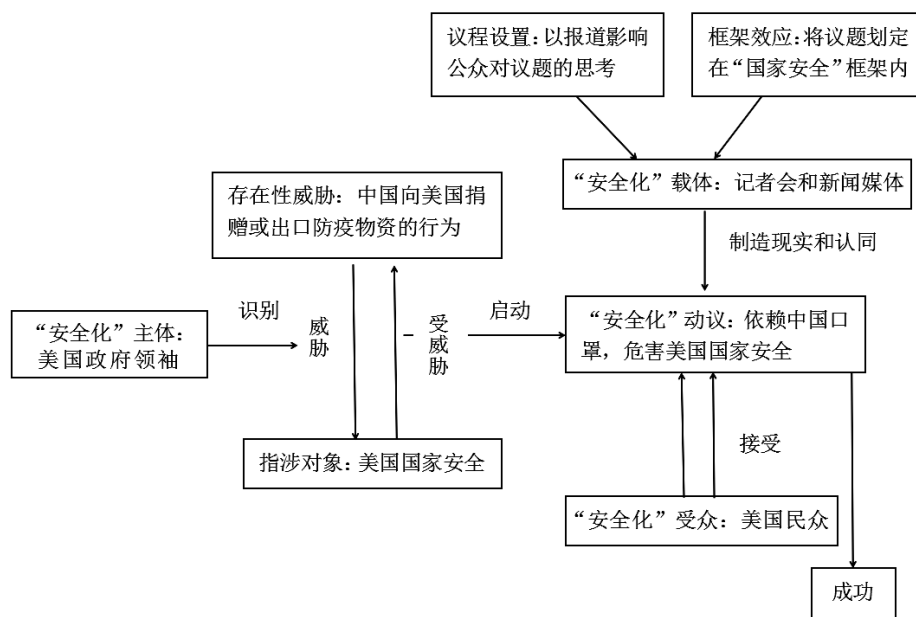 议程设置：以报道影响
公众对议题的思考
框架效应：将议题划定
在“国家安全”框架内
“安全化”载体：记者会和新闻媒体
制造现实和认同
存在性威胁：中国向美国捐
赠或出口防疫物资的行为
识别
威胁
受威胁
启动
“安全化”主体：
美国政府领袖
“安全化”动议：依赖中国口
罩，危害美国国家安全
指涉对象：美国国家安全
接受
“安全化”受众：美国民众
成功